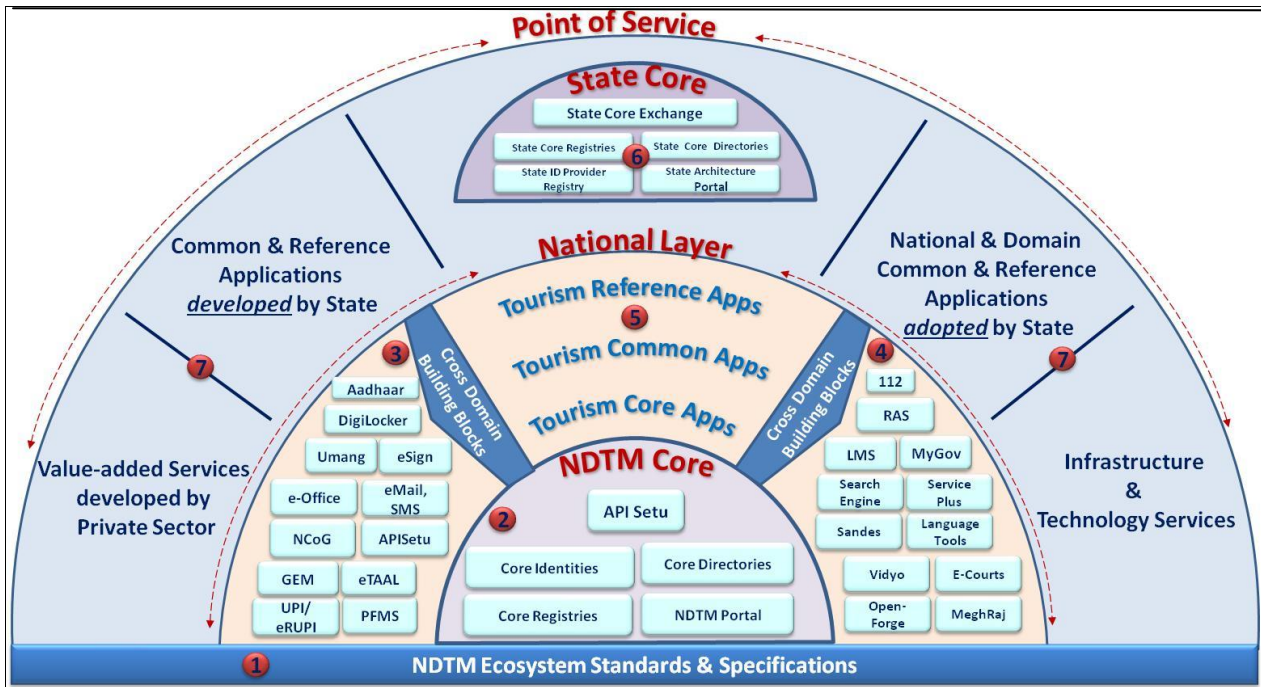 Point of Service
State Core
State Core Exchange
State Core Registries
State Core Directories
6
State ID Provider
Registry
State Architecture
Portal
Common & Reference
Applications
developed by State
National & Domain
Common & Reference
Applications
adopted by State
7
7
Value-added Services
developed by
Private Sector
Infrastructure
&
Technology Services
National Layer
Tourism Reference Apps
5
Tourism Common Apps
Tourism Core Apps
3
Cross Domain
Building Blocks
Aadhaar
DigiLocker
Umang
eSign
e-Office
eMail,
SMS
NCoG
APISetu
GEM
eTAAL
UPI/
eRUPI
PFMS
4
Cross Domain
Building Blocks
112
RAS
LMS
MyGov
Search
Engine
Service
Plus
Sandes
Language
Tools
Vidyo
E-Courts
Open-
Forge
MeghRaj
NDTM Core
2
API Setu
Core Identities
Core Directories
Core Registries
NDTM Portal
1
NDTM Ecosystem Standards & Specifications